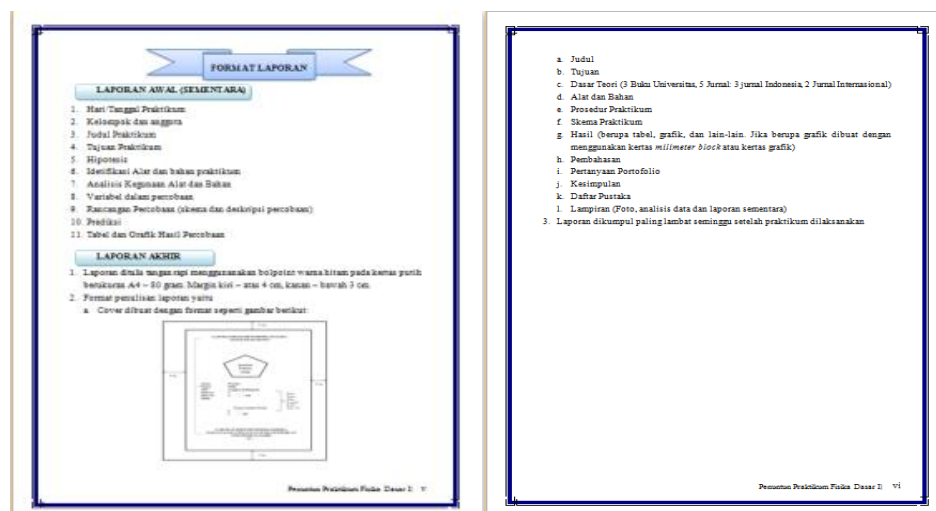 FORMAT LAPORAN
LAPORAN AWAL (SEMENTARA)
1. Hari/Tanggal Praktikum
2. Kelompok dan anggota
3. Judul Praktikum
4. Tujuan Praktikum
5. Hipotesis
6. Identifikasi Alat dan bahan praktikum
7. Analisis Kegunaan Alat dan Bahan
8. Variabel dalam percobaan
9. Rancangan Percobaan (skema dan deskripsi percobaan)
10. Prediksi
11. Tabel dan Grafik Hasil Percobaan
LAPORAN AKHIR
1. Laporan ditulis tangan rapi menggunanakan bolpoint warna hitam pada kertas putih
berukuran A4 – 80 gram. Margin kiri – atas 4 cm, kanan – bawah 3 cm.
2. Format penulisan laporan yaitu
a. Cover dibuat dengan format seperti gambar berikut:
Penuntun Praktikum Fisika Dasar I| v
a. Judul
b. Tujuan
c. Dasar Teori (3 Buku Universitas, 5 Jurnal: 3 jurnal Indonesia, 2 Jurnal Internasional)
d. Alat dan Bahan
e. Prosedur Praktikum
f. Skema Praktikum
g. Hasil (berupa tabel, grafik, dan lain-lain. Jika berupa grafik dibuat dengan
menggunakan kertas milimeter block atau kertas grafik)
h. Pembahasan
i. Pertanyaan Portofolio
j. Kesimpulan
k. Daftar Pustaka
l. Lampiran (Foto, analisis data dan laporan sementara)
3. Laporan dikumpul paling lambat seminggu setelah praktikum dilaksanakan
Penuntun Praktikum Fisika Dasar I| vi